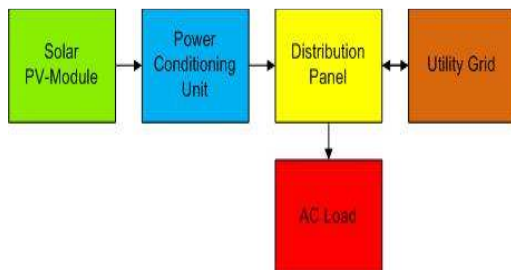 Solar
PV-Module
Power
Conditioning
Unit
Distribution
Panel
Utility Grid
AC Load